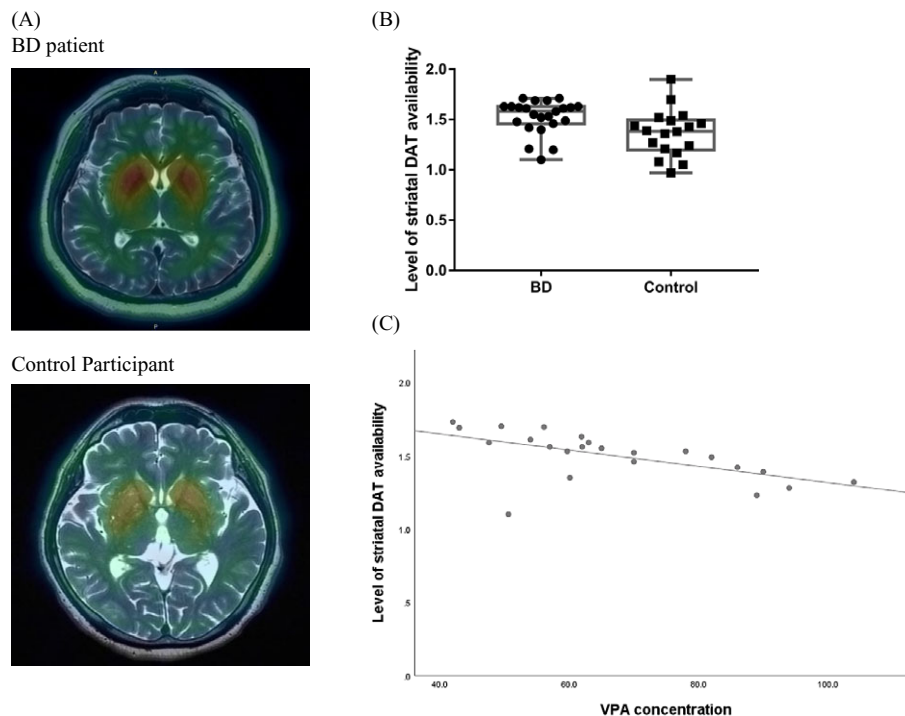 (A)
BD patient
A
P
Control Participant
(B)
Level of striatal DAT availability
2.0
1.5
1.0
0.5
0.0
BD
Control
(C)
Level of striatal DAT availability
2.0
1.5
1.0
.5
.0
40.0
60.0
80.0
100.0
VPA concentration